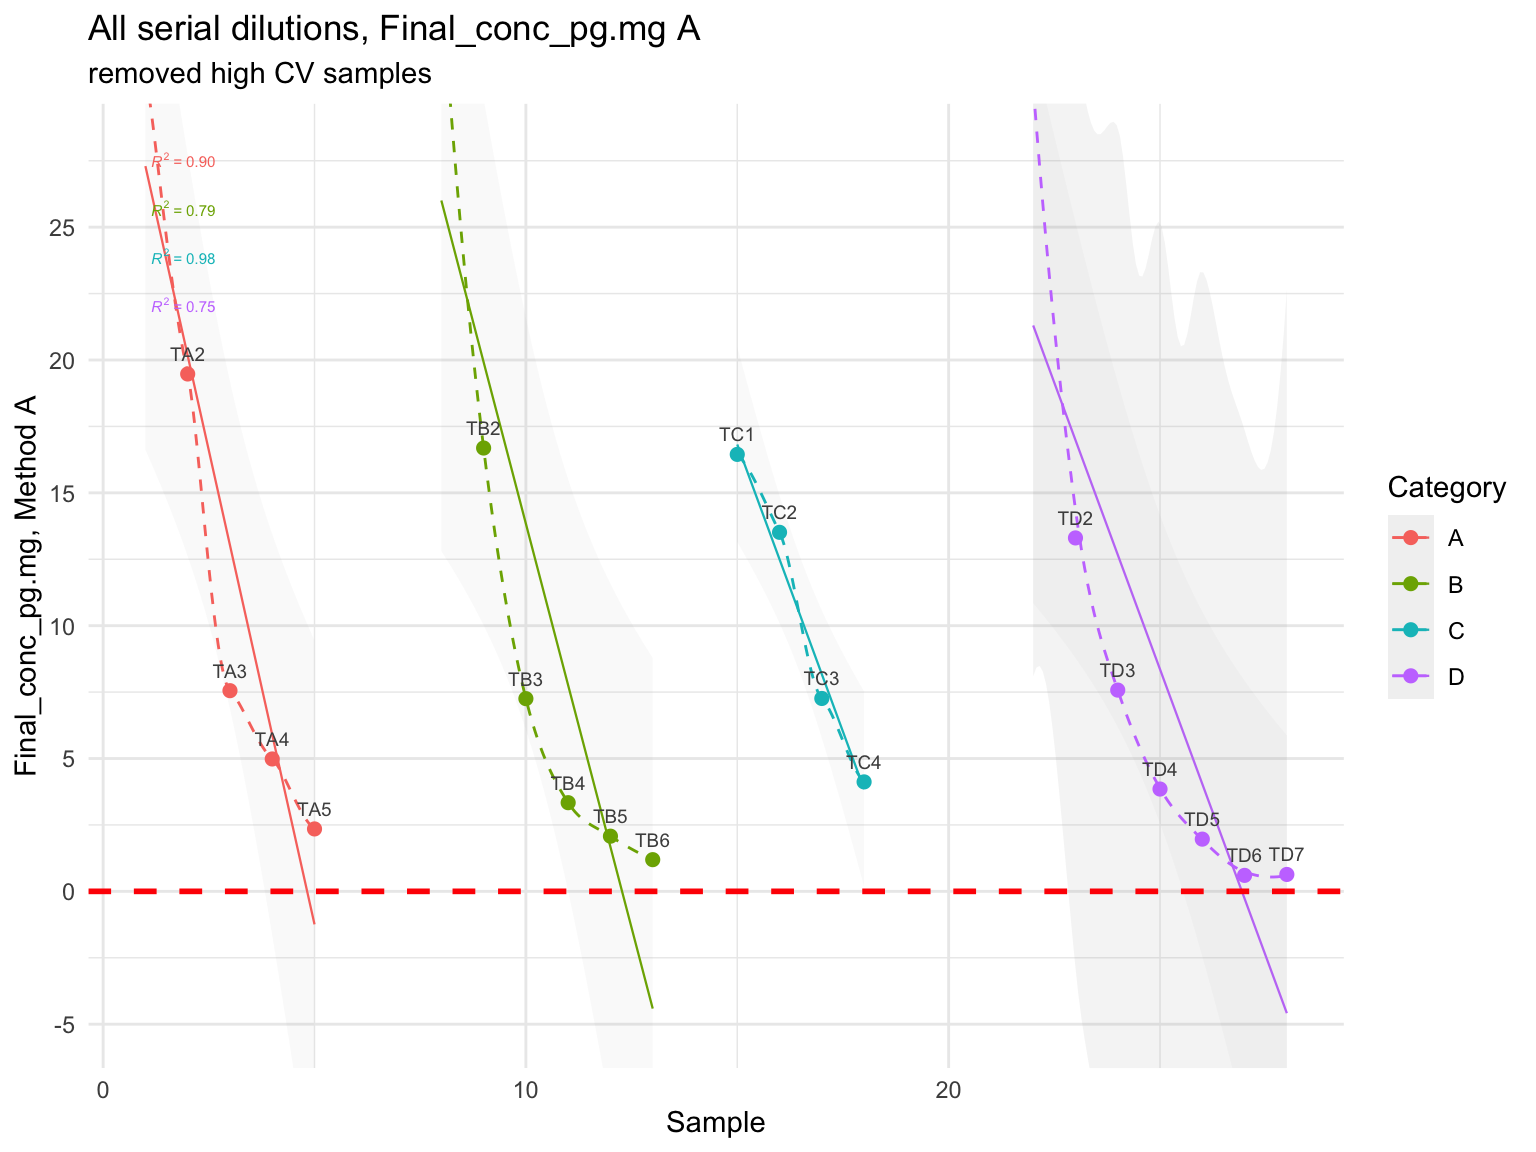 All serial dilutions, Final_conc_pg.mg A
removed high CV samples
Final_conc_pg.mg, Method A
25
20
15
10
5
0
-5
R² = 0.90
R² = 0.79
R² = 0.98
R² = 0.75
TA2
TA3
TA4
TA5
TB2
TB3
TB4
TB5
TB6
TC1
TC2
TC3
TC4
TD2
TD3
TD4
TD5
TD6
TD7
0
10
20
Sample
Category
A
B
C
D